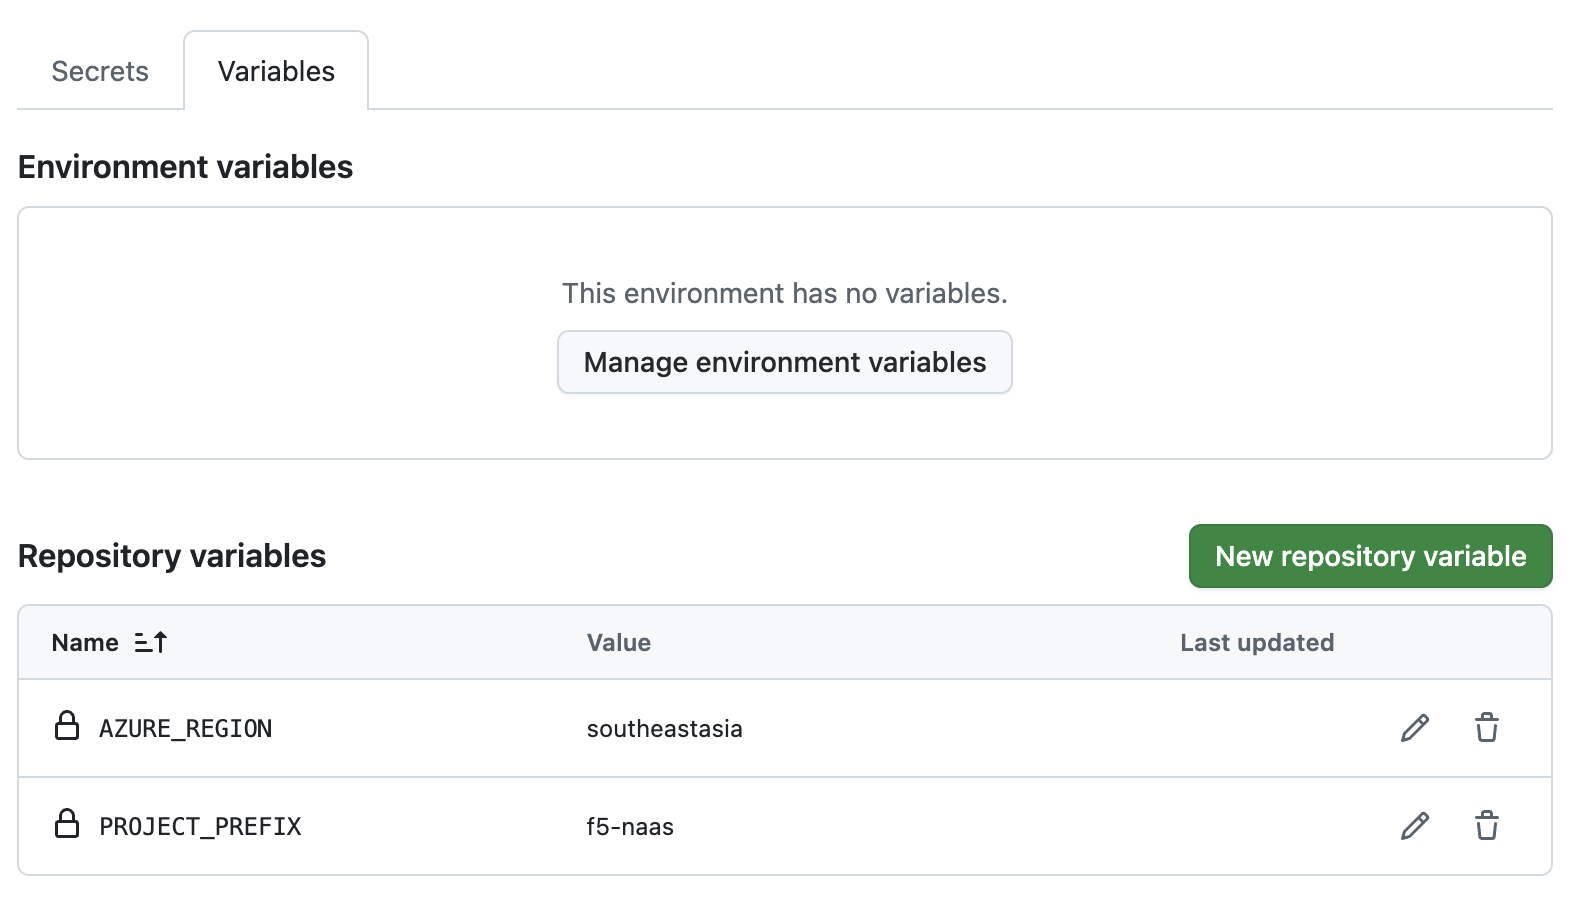 Secrets Variables
Environment variables
This environment has no variables.
Manage environment variables
Repository variables New repository variable
Name Value Last updated
AZURE_REGION southeastasia
PROJECT_PREFIX f5-naas